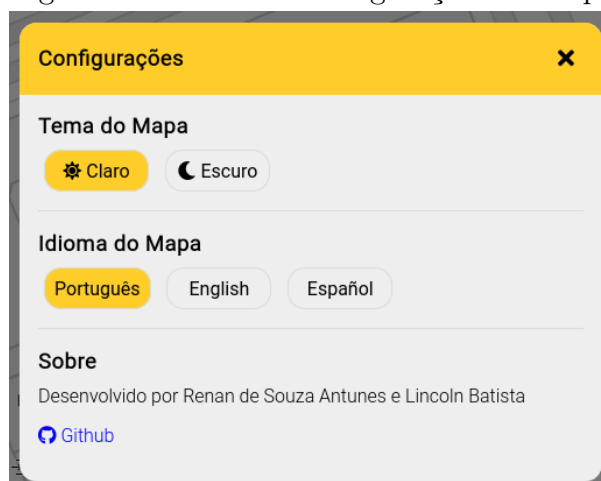 Configurações
Tema do Mapa
Claro Escuro
Idioma do Mapa
Português English Español
Sobre
Desenvolvido por Renan de Souza Antunes e Lincoln Batista
Github